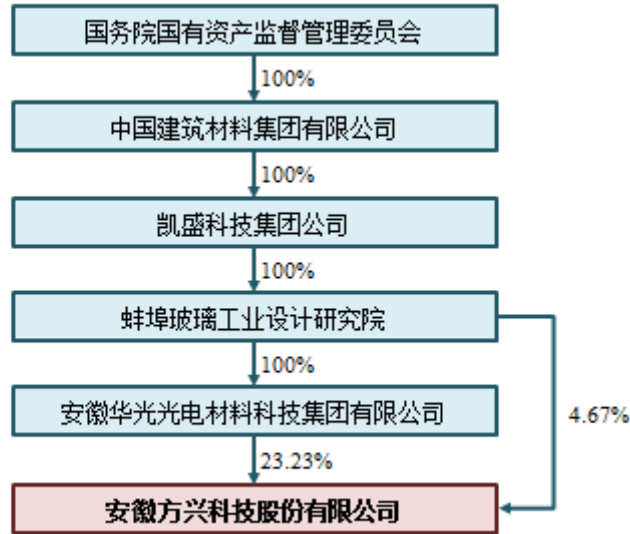 国务院国有资产监督管理委员会
100%
中国建筑材料集团有限公司
100%
凯盛科技集团公司
100%
蚌埠玻璃工业设计研究院
100%
安徽华光光电材料科技集团有限公司
4.67%
23.23%
安徽方兴科技股份有限公司